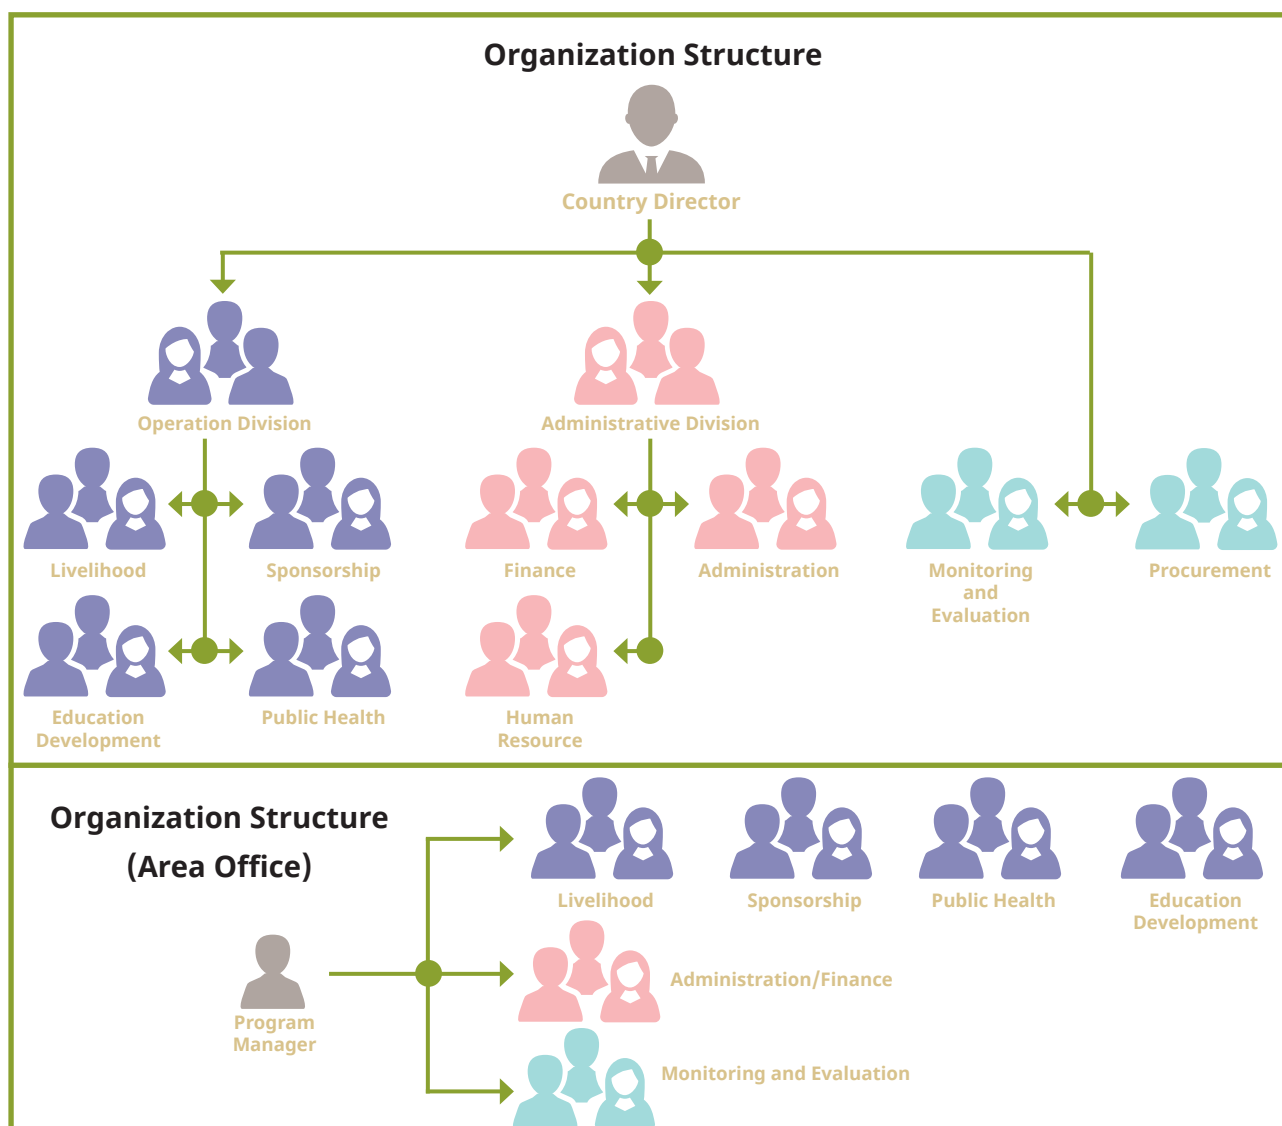 Organization Structure
Country Director
Operation Division
Administrative Division
Livelihood
Sponsorship
Finance
Administration
Monitoring
and
Evaluation
Procurement
Education
Development
Public Health
Human
Resource
Organization Structure
(Area Office)
Livelihood
Sponsorship
Public Health
Education
Development
Administration/Finance
Program
Manager
Monitoring and Evaluation